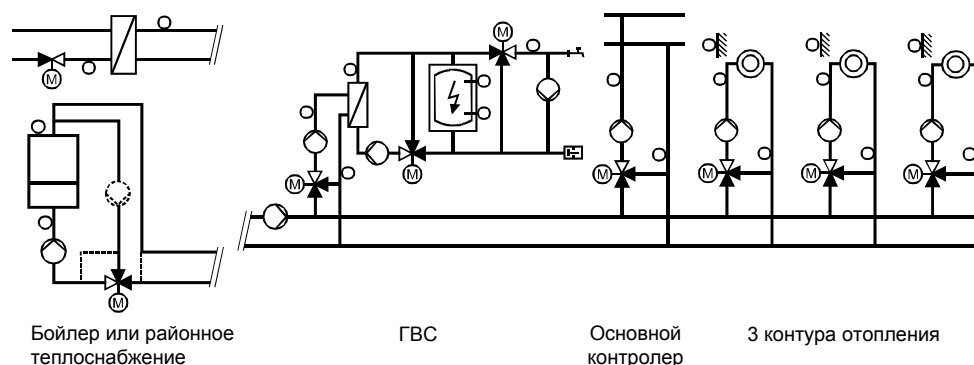 M
M
M
M
M
M
M
M
M
M
Бойлер или районное
теплоснабжение
ГВС
Основной
контролер
3 контура отопления